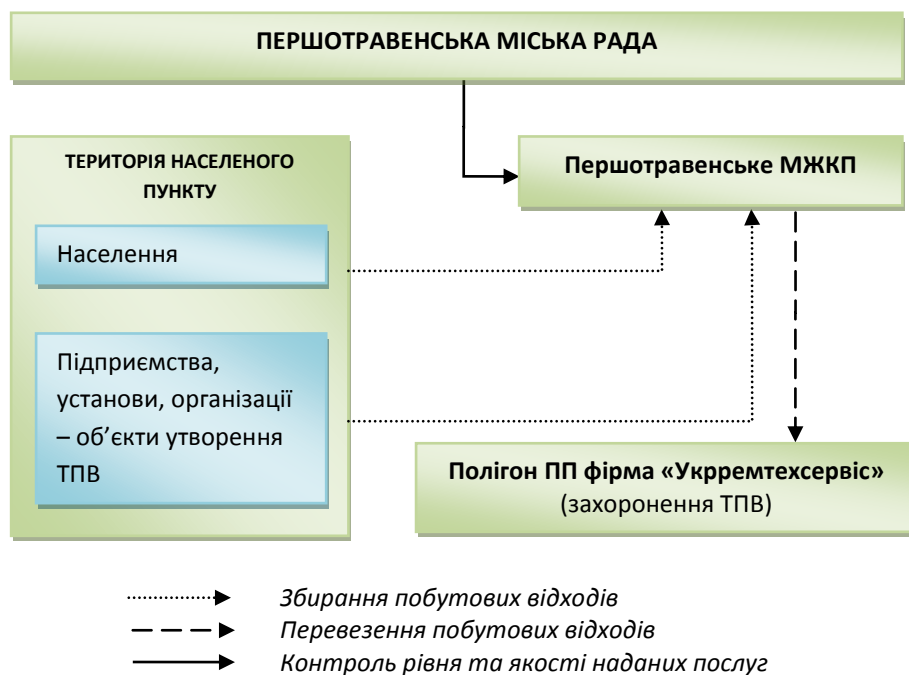 ПЕРШОТРАВЕНСЬКА МІСЬКА РАДА
ТЕРИТОРІЯ НАСЕЛЕНОГО
ПУНКТУ
Населення
Підприємства,
установи, організації
– об’єкти утворення
ТПВ
Першотравенське МЖКП
Полігон ПП фірма «Укрремтехсервіс»
(захоронення ТПВ)
Збирання побутових відходів
Перевезення побутових відходів
Контроль рівня та якості наданих послуг